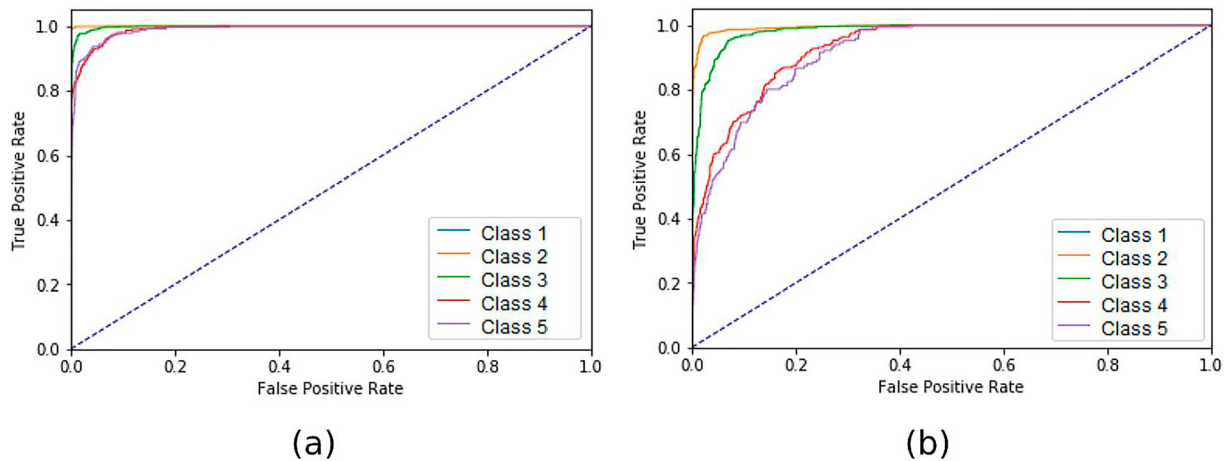 1.0
0.8
0.6
0.4
0.2
0.0
True Positive Rate
Class 1
Class 2
Class 3
Class 4
Class 5
0.0 0.2 0.4 0.6 0.8 1.0
False Positive Rate
(a)
1.0
0.8
0.6
0.4
0.2
0.0
True Positive Rate
Class 1
Class 2
Class 3
Class 4
Class 5
0.0 0.2 0.4 0.6 0.8 1.0
False Positive Rate
(b)